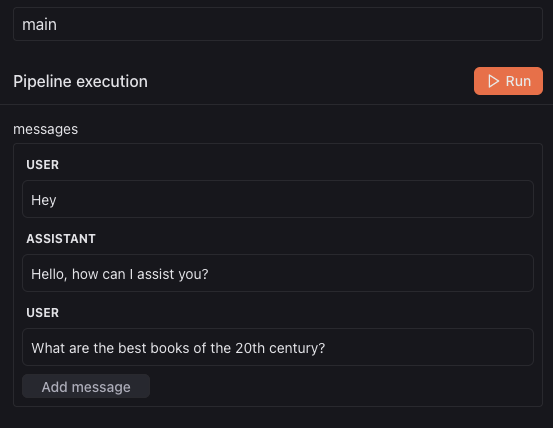 main
Pipeline execution
Run
messages
USER
Hey
ASSISTANT
Hello, how can I assist you?
USER
What are the best books of the 20th century?
Add message